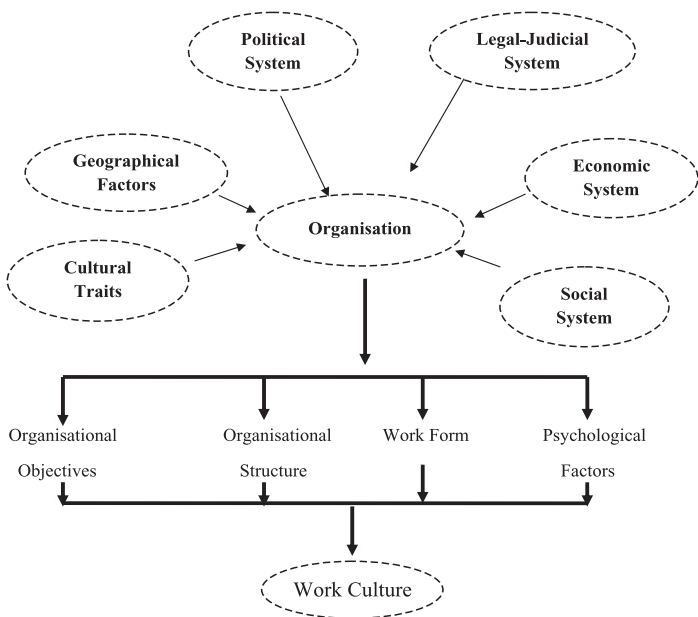 Political
System
Legal-Judicial
System
Geographical
Factors
Economic
System
Organisation
Cultural
Traits
Social
System
Organisational
Objectives
Organisational
Structure
Work Form
Psychological
Factors
Work Culture